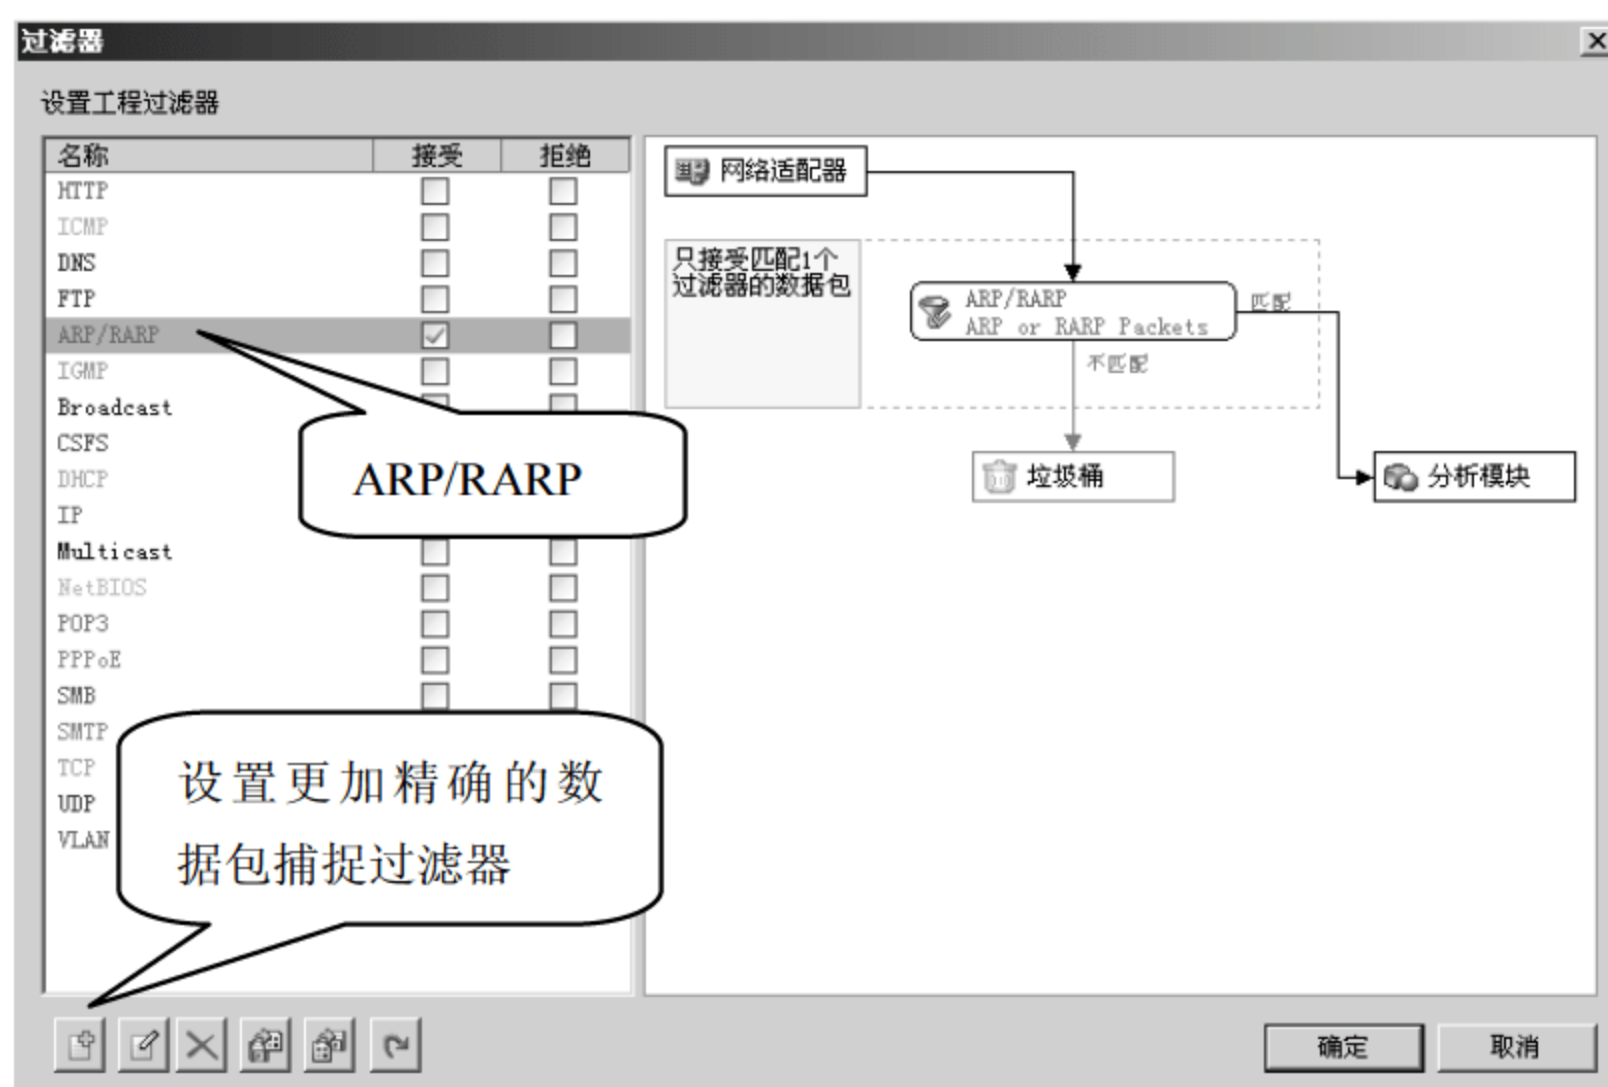 过滤器
设置工程过滤器
名称 接受 拒绝
HTTP
ICMP
DNS
FTP
ARP/RARP
IGMP
Broadcast
CSFS
DHCP
IP
Multicast
NetBIOS
POP3
PPPoE
SMB
SMTP
TCP
UDP
VLAN
ARP/RARP
设置更加精确的数
据包捕捉过滤器
网络适配器
只接受匹配1个
过滤器的数据包
ARP/RARP
ARP or RARP Packets
匹配
不匹配
垃圾桶
分析模块
确定
取消